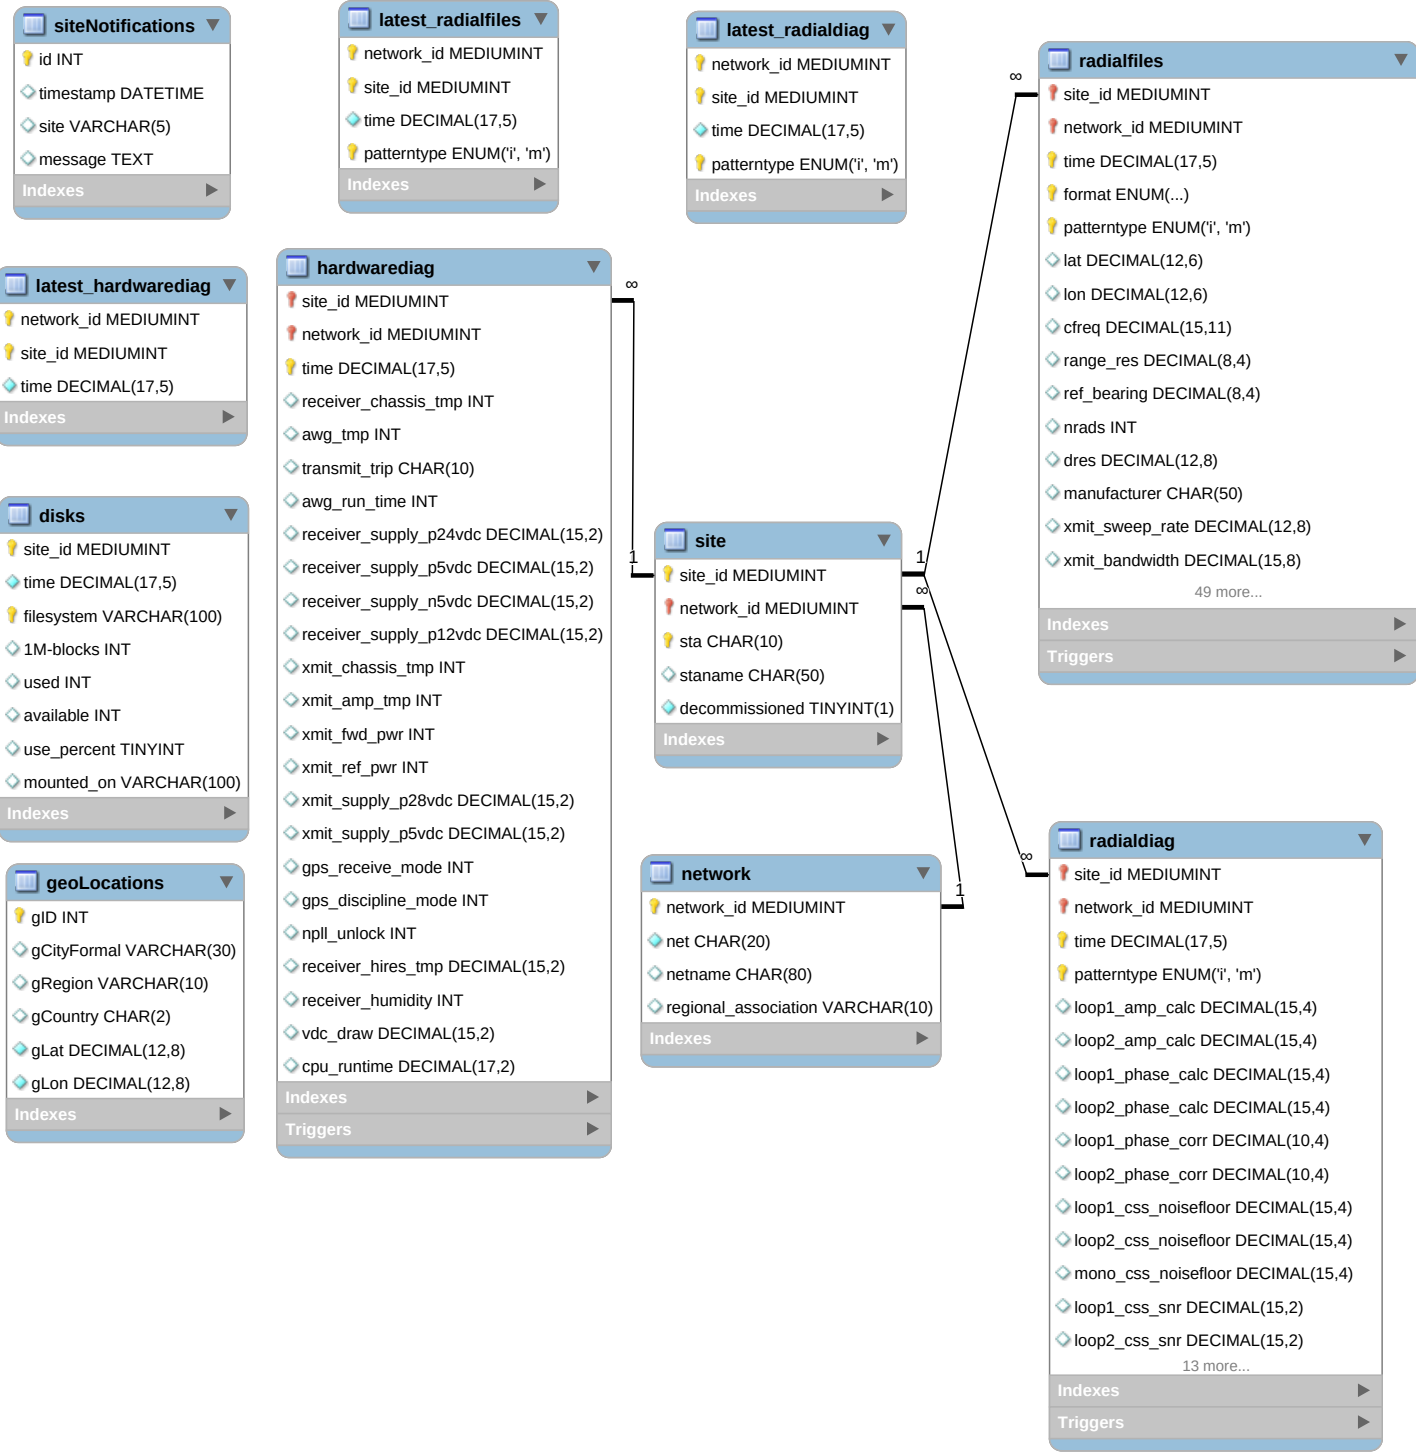 siteNotifications
id INT
timestamp DATETIME
site VARCHAR(5)
message TEXT
Indexes
latest_radialfiles
network_id MEDIUMINT
site_id MEDIUMINT
time DECIMAL(17,5)
patterntype ENUM('i', 'm')
Indexes
latest_radialdiag
network_id MEDIUMINT
site_id MEDIUMINT
time DECIMAL(17,5)
patterntype ENUM('i', 'm')
Indexes
radialfiles
site_id MEDIUMINT
network_id MEDIUMINT
time DECIMAL(17,5)
format ENUM(...)
patterntype ENUM('i', 'm')
lat DECIMAL(12,6)
lon DECIMAL(12,6)
cfreq DECIMAL(15,11)
range_res DECIMAL(8,4)
ref_bearing DECIMAL(8,4)
nrads INT
dres DECIMAL(12,8)
manufacturer CHAR(50)
xmit_sweep_rate DECIMAL(12,8)
xmit_bandwidth DECIMAL(15,8)
49 more...
Indexes
Triggers
latest_hardwarediag
network_id MEDIUMINT
site_id MEDIUMINT
time DECIMAL(17,5)
Indexes
hardwarediag
site_id MEDIUMINT
network_id MEDIUMINT
time DECIMAL(17,5)
receiver_chassis_tmp INT
awg_tmp INT
transmit_trip CHAR(10)
awg_run_time INT
receiver_supply_p24vdc DECIMAL(15,2)
receiver_supply_p5vdc DECIMAL(15,2)
receiver_supply_n5vdc DECIMAL(15,2)
receiver_supply_p12vdc DECIMAL(15,2)
xmit_chassis_tmp INT
xmit_amp_tmp INT
xmit_fwd_pwr INT
xmit_ref_pwr INT
xmit_supply_p28vdc DECIMAL(15,2)
xmit_supply_p5vdc DECIMAL(15,2)
gps_receive_mode INT
gps_discipline_mode INT
npll_unlock INT
receiver_hires_tmp DECIMAL(15,2)
receiver_humidity INT
vdc_draw DECIMAL(15,2)
cpu_runtime DECIMAL(17,2)
Indexes
Triggers
disks
site_id MEDIUMINT
time DECIMAL(17,5)
filesystem VARCHAR(100)
1M-blocks INT
used INT
available INT
use_percent TINYINT
mounted_on VARCHAR(100)
Indexes
site
site_id MEDIUMINT
network_id MEDIUMINT
sta CHAR(10)
staname CHAR(50)
decommissioned TINYINT(1)
Indexes
geoLocations
gID INT
gCityFormal VARCHAR(30)
gRegion VARCHAR(10)
gCountry CHAR(2)
gLat DECIMAL(12,8)
gLon DECIMAL(12,8)
Indexes
network
network_id MEDIUMINT
net CHAR(20)
netname CHAR(80)
regional_association VARCHAR(10)
Indexes
radialdiag
site_id MEDIUMINT
network_id MEDIUMINT
time DECIMAL(17,5)
patterntype ENUM('i', 'm')
loop1_amp_calc DECIMAL(15,4)
loop2_amp_calc DECIMAL(15,4)
loop1_phase_calc DECIMAL(15,4)
loop2_phase_calc DECIMAL(15,4)
loop1_phase_corr DECIMAL(10,4)
loop2_phase_corr DECIMAL(10,4)
loop1_css_noisefloor DECIMAL(15,4)
loop2_css_noisefloor DECIMAL(15,4)
mono_css_noisefloor DECIMAL(15,4)
loop1_css_snr DECIMAL(15,2)
loop2_css_snr DECIMAL(15,2)
13 more...
Indexes
Triggers
∞
1
∞
1
∞
1
∞